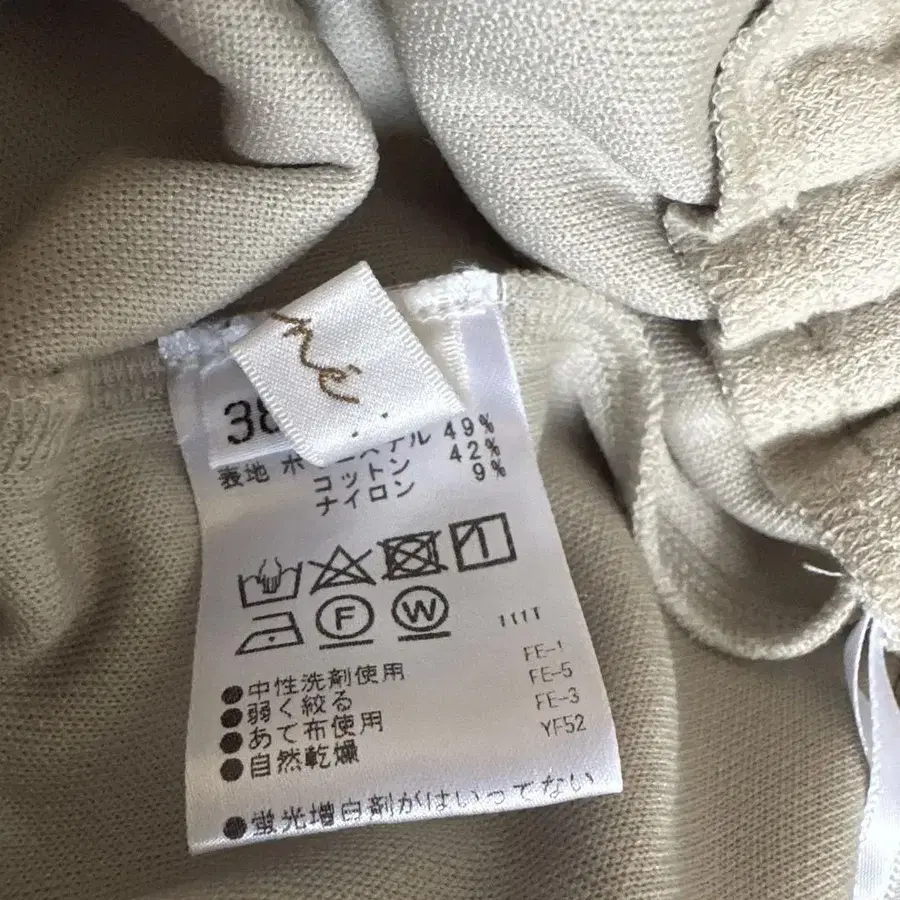 38
表地 ポ エステル 49%
コットン 42%
ナイロン 9%
F W
111T
FE-1
FE-5
FE-3
YF52
●中性洗剤使用
●弱く絞る
●あて布使用
●自然乾燥
●蛍光増白剤がはいってない